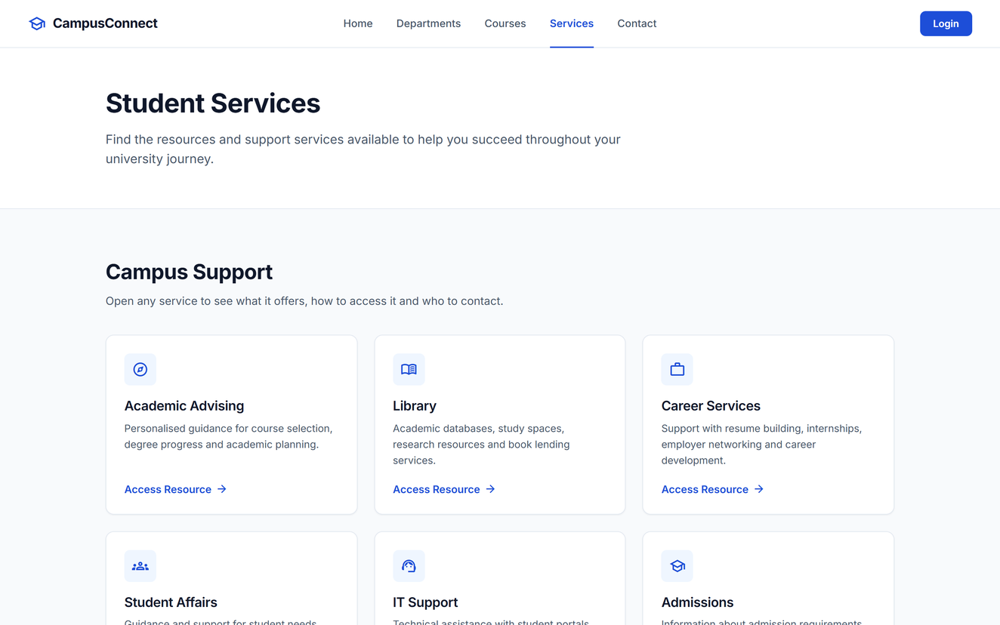 CampusConnect
Home Departments Courses Services Contact
Login
Student Services
Find the resources and support services available to help you succeed throughout your
university journey.
Campus Support
Open any service to see what it offers, how to access it and who to contact.
Academic Advising
Personalised guidance for course selection,
degree progress and academic planning.
Access Resource
Library
Academic databases, study spaces,
research resources and book lending
services.
Access Resource
Career Services
Support with resume building, internships,
employer networking and career
development.
Access Resource
Student Affairs
Guidance and support for student needs
IT Support
Technical assistance with student portals
Admissions
Information about admission requirements